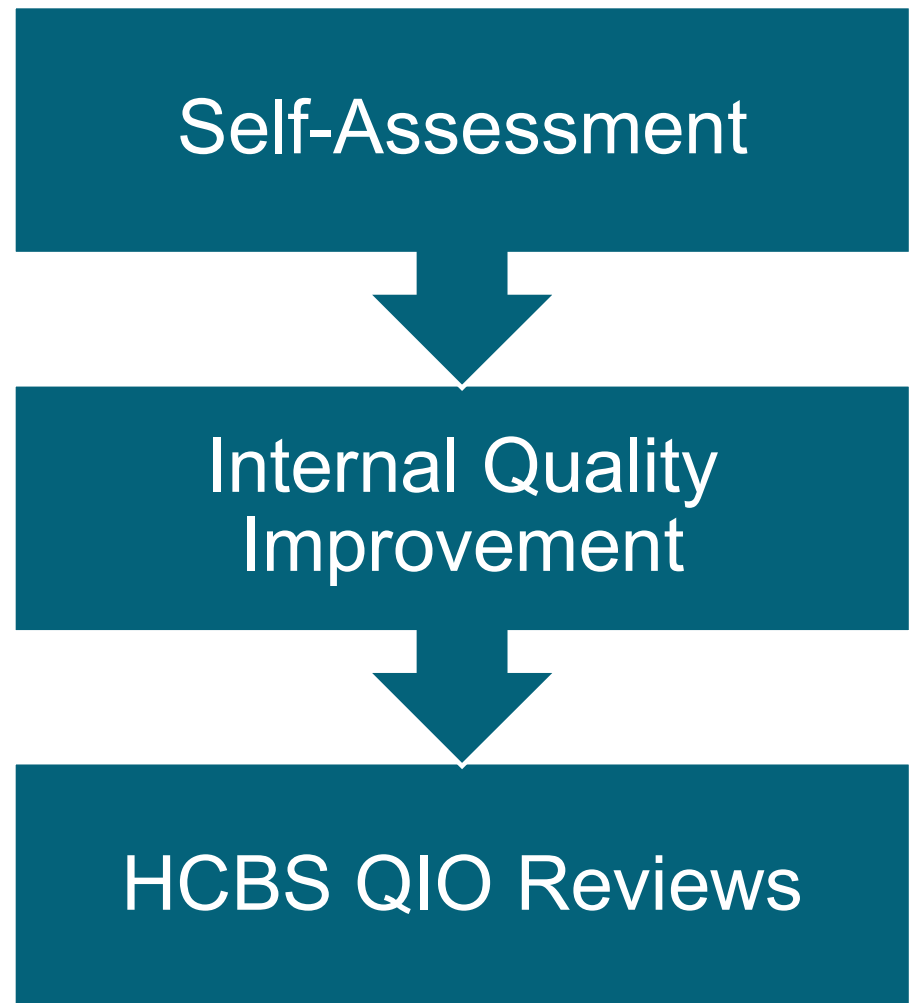 Self-Assessment
Internal Quality
Improvement
HCBS QIO Reviews